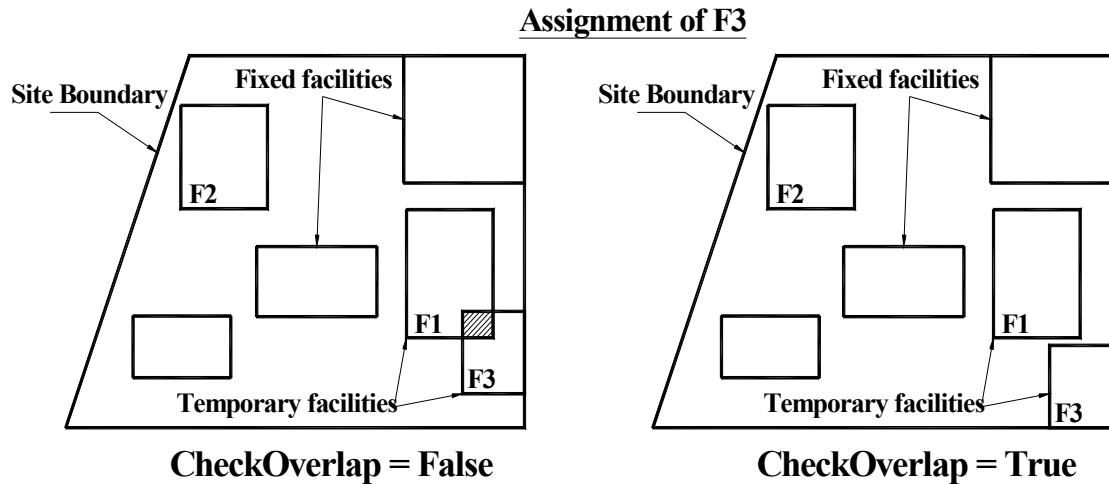 Assignment of F3
Fixed facilities
Site Boundary
F2
F1
F3
Temporary facilities
CheckOverlap = False
Fixed facilities
Site Boundary
F2
F1
Temporary facilities
F3
CheckOverlap = True